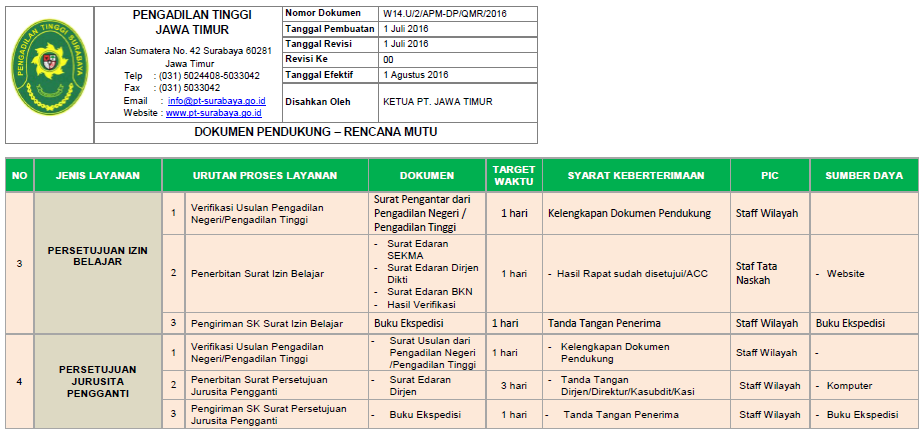 PENGADILAN TINGGI SURABAYA
PENGADILAN TINGGI
JAWA TIMUR
Jalan Sumatera No. 42 Surabaya 60281
Jawa Timur
Telp : (031) 5024408-5033042
Fax : (031) 5033042
Email : info@pt-surabaya.go.id
Website : www.pt-surabaya.go.id
Nomor Dokumen W14.U/2/APM-DP/QMR/2016
Tanggal Pembuatan 1 Juli 2016
Tanggal Revisi 1 Juli 2016
Revisi Ke 00
Tanggal Efektif 1 Agustus 2016
Disahkan Oleh KETUA PT. JAWA TIMUR
DOKUMEN PENDUKUNG – RENCANA MUTU
NO JENIS LAYANAN URUTAN PROSES LAYANAN DOKUMEN TARGET WAKTU SYARAT KEBERTERIMAAN PIC SUMBER DAYA
3
PERSETUJUAN IZIN
BELAJAR
1 Verifikasi Usulan Pengadilan
Negeri/Pengadilan Tinggi
Surat Pengantar dari
Pengadilan Negeri /
Pengadilan Tinggi
1 hari
Kelengkapan Dokumen Pendukung
Staff Wilayah
2 Penerbitan Surat Izin Belajar
- Surat Edaran
SEKMA
- Surat Edaran Dirjen
Dikti
- Surat Edaran BKN
- Hasil Verifikasi
1 hari
- Hasil Rapat sudah disetujui/ACC
Staf Tata
Naskah
- Website
3 Pengiriman SK Surat Izin Belajar
Buku Ekspedisi
1 hari
Tanda Tangan Penerima
Staff Wilayah
Buku Ekspedisi
4
PERSETUJUAN
JURUSITA
PENGGANTI
1 Verifikasi Usulan Pengadilan
Negeri/Pengadilan Tinggi
- Surat Usulan dari
Pengadilan Negeri
/Pengadilan Tinggi
1 hari
- Kelengkapan Dokumen
Pendukung
Staff Wilayah
-
2 Penerbitan Surat Persetujuan
Jurusita Pengganti
- Surat Edaran
Dirjen
3 hari
- Tanda Tangan
Dirjen/Direktur/Kasubdit/Kasi
Staff Wilayah
- Komputer
3 Pengiriman SK Surat Persetujuan
Jurusita Pengganti
- Buku Ekspedisi
1 hari
- Tanda Tangan Penerima
Staff Wilayah
- Buku Ekspedisi